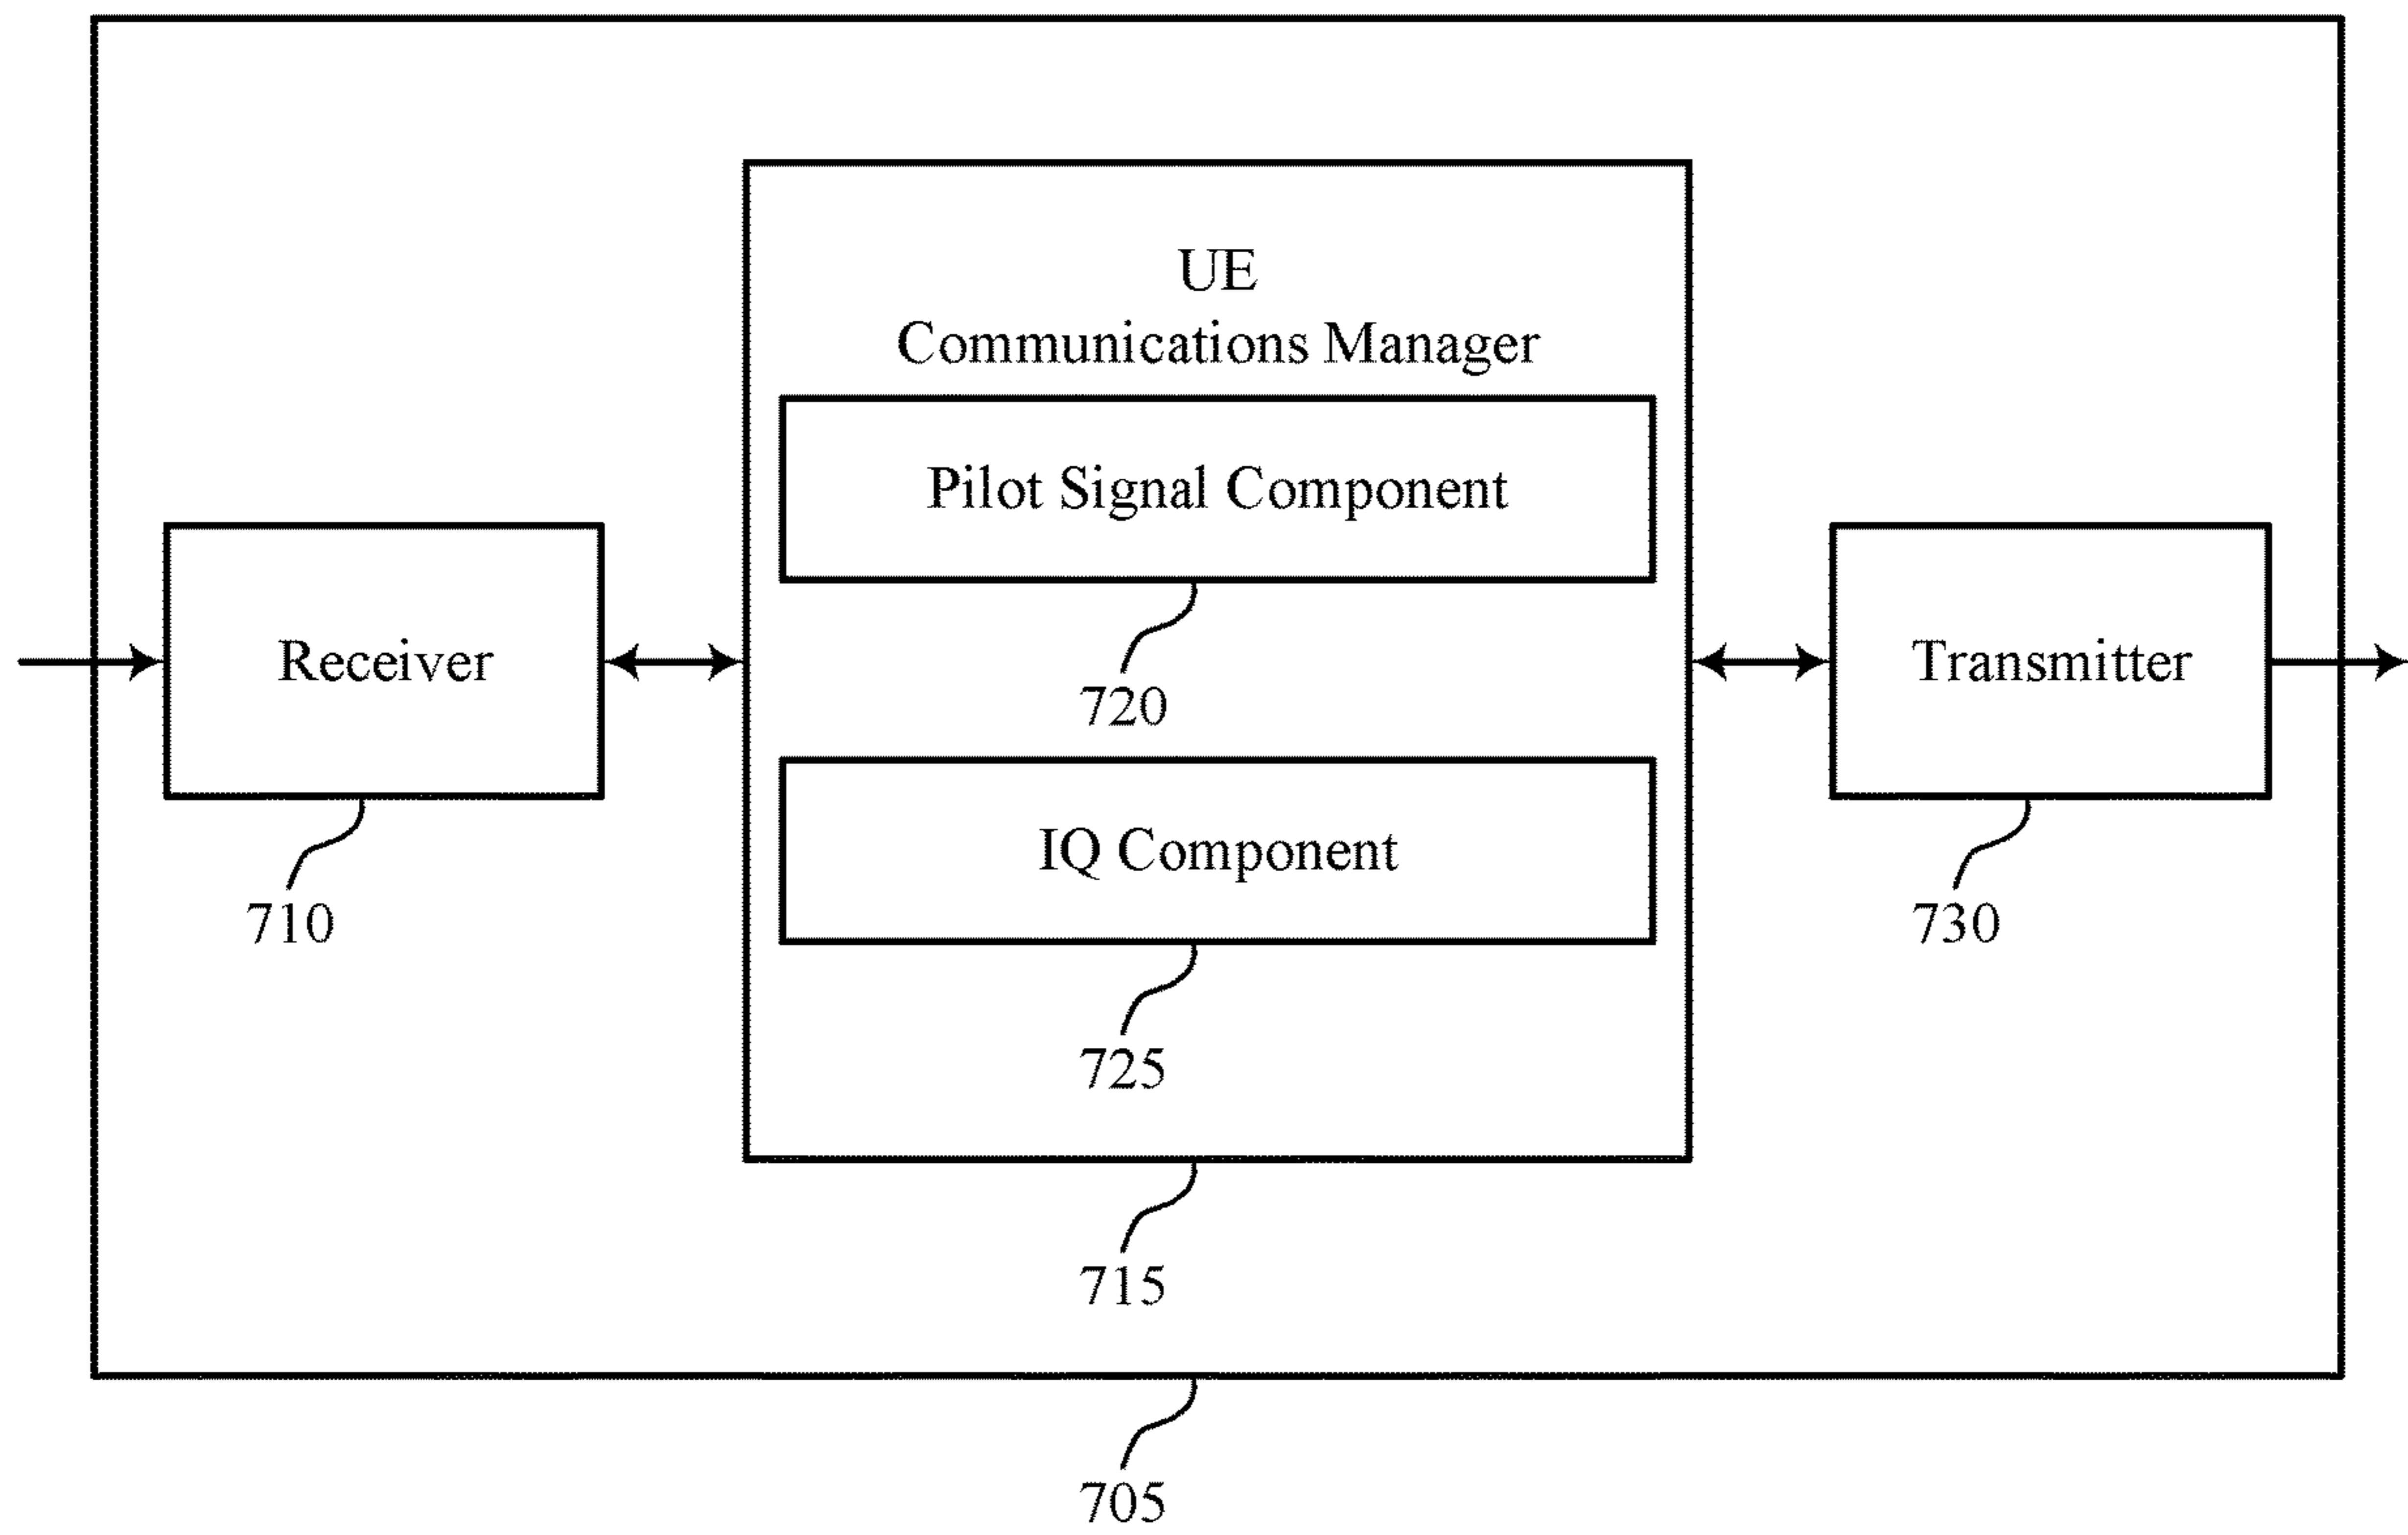 UE
Communications Manager
Pilot Signal Component
Receiver
Transmitter
720
IQ Component
710
730
725
715
705